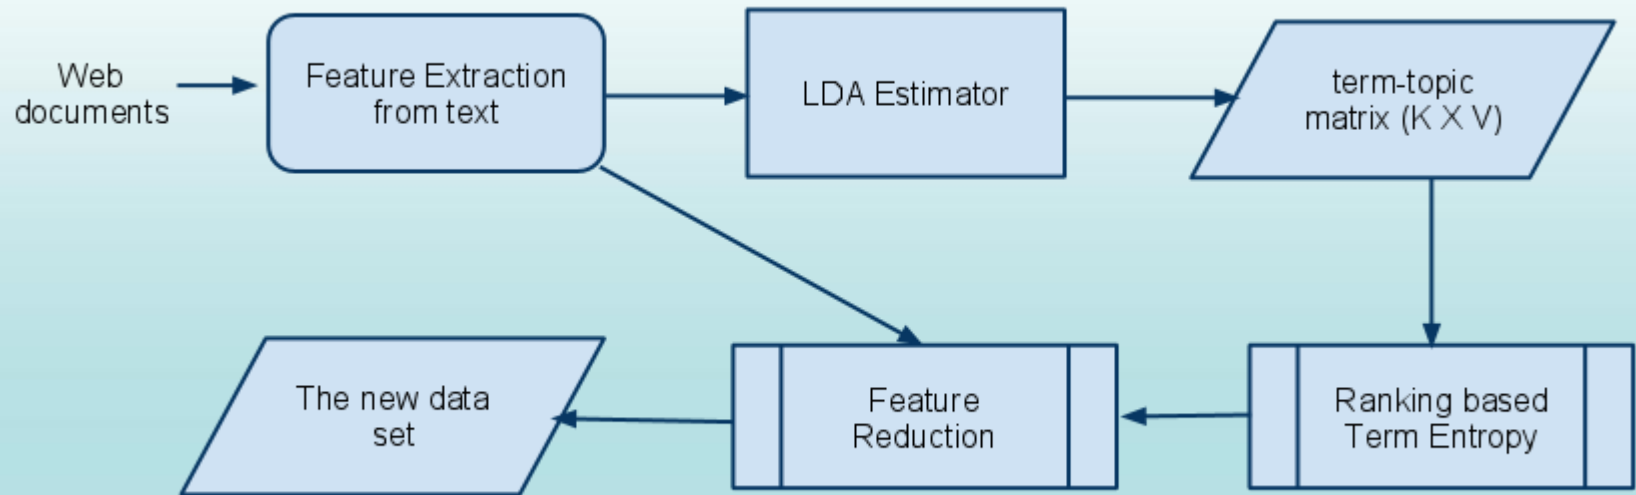 Web
documents
Feature Extraction
from text
LDA Estimator
term-topic
matrix (K X V)
The new data
set
Feature
Reduction
Ranking based
Term Entropy